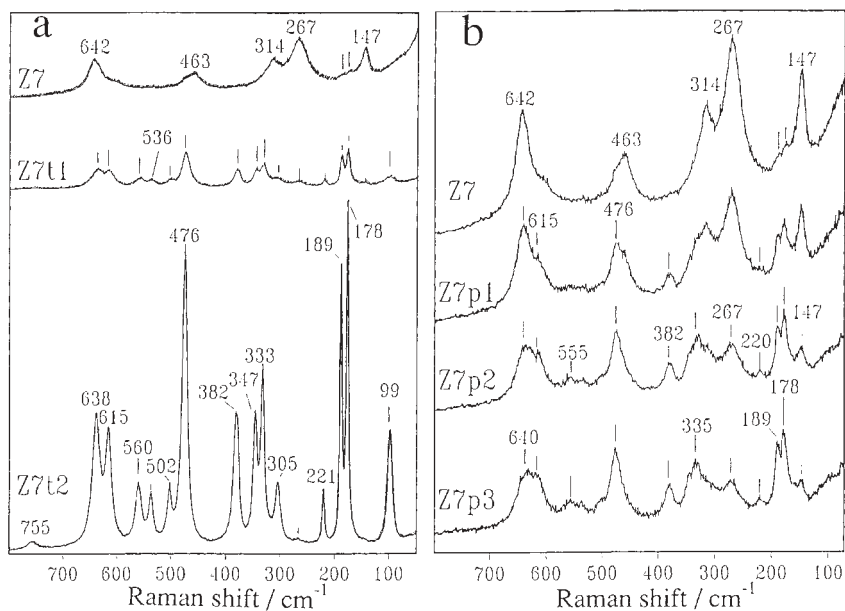 a
642
463
314
267
147
Z7
536
Z7t1
476
189
178
638
615
560
502
382
347
333
305
221
99
Z7t2
755
700 600 500 400 300 200 100
Raman shift / cm⁻¹
b
267
642
314
147
463
Z7
615
476
Z7p1
267
147
555
382
220
Z7p2
178
189
640
335
Z7p3
700 600 500 400 300 200 100
Raman shift / cm⁻¹